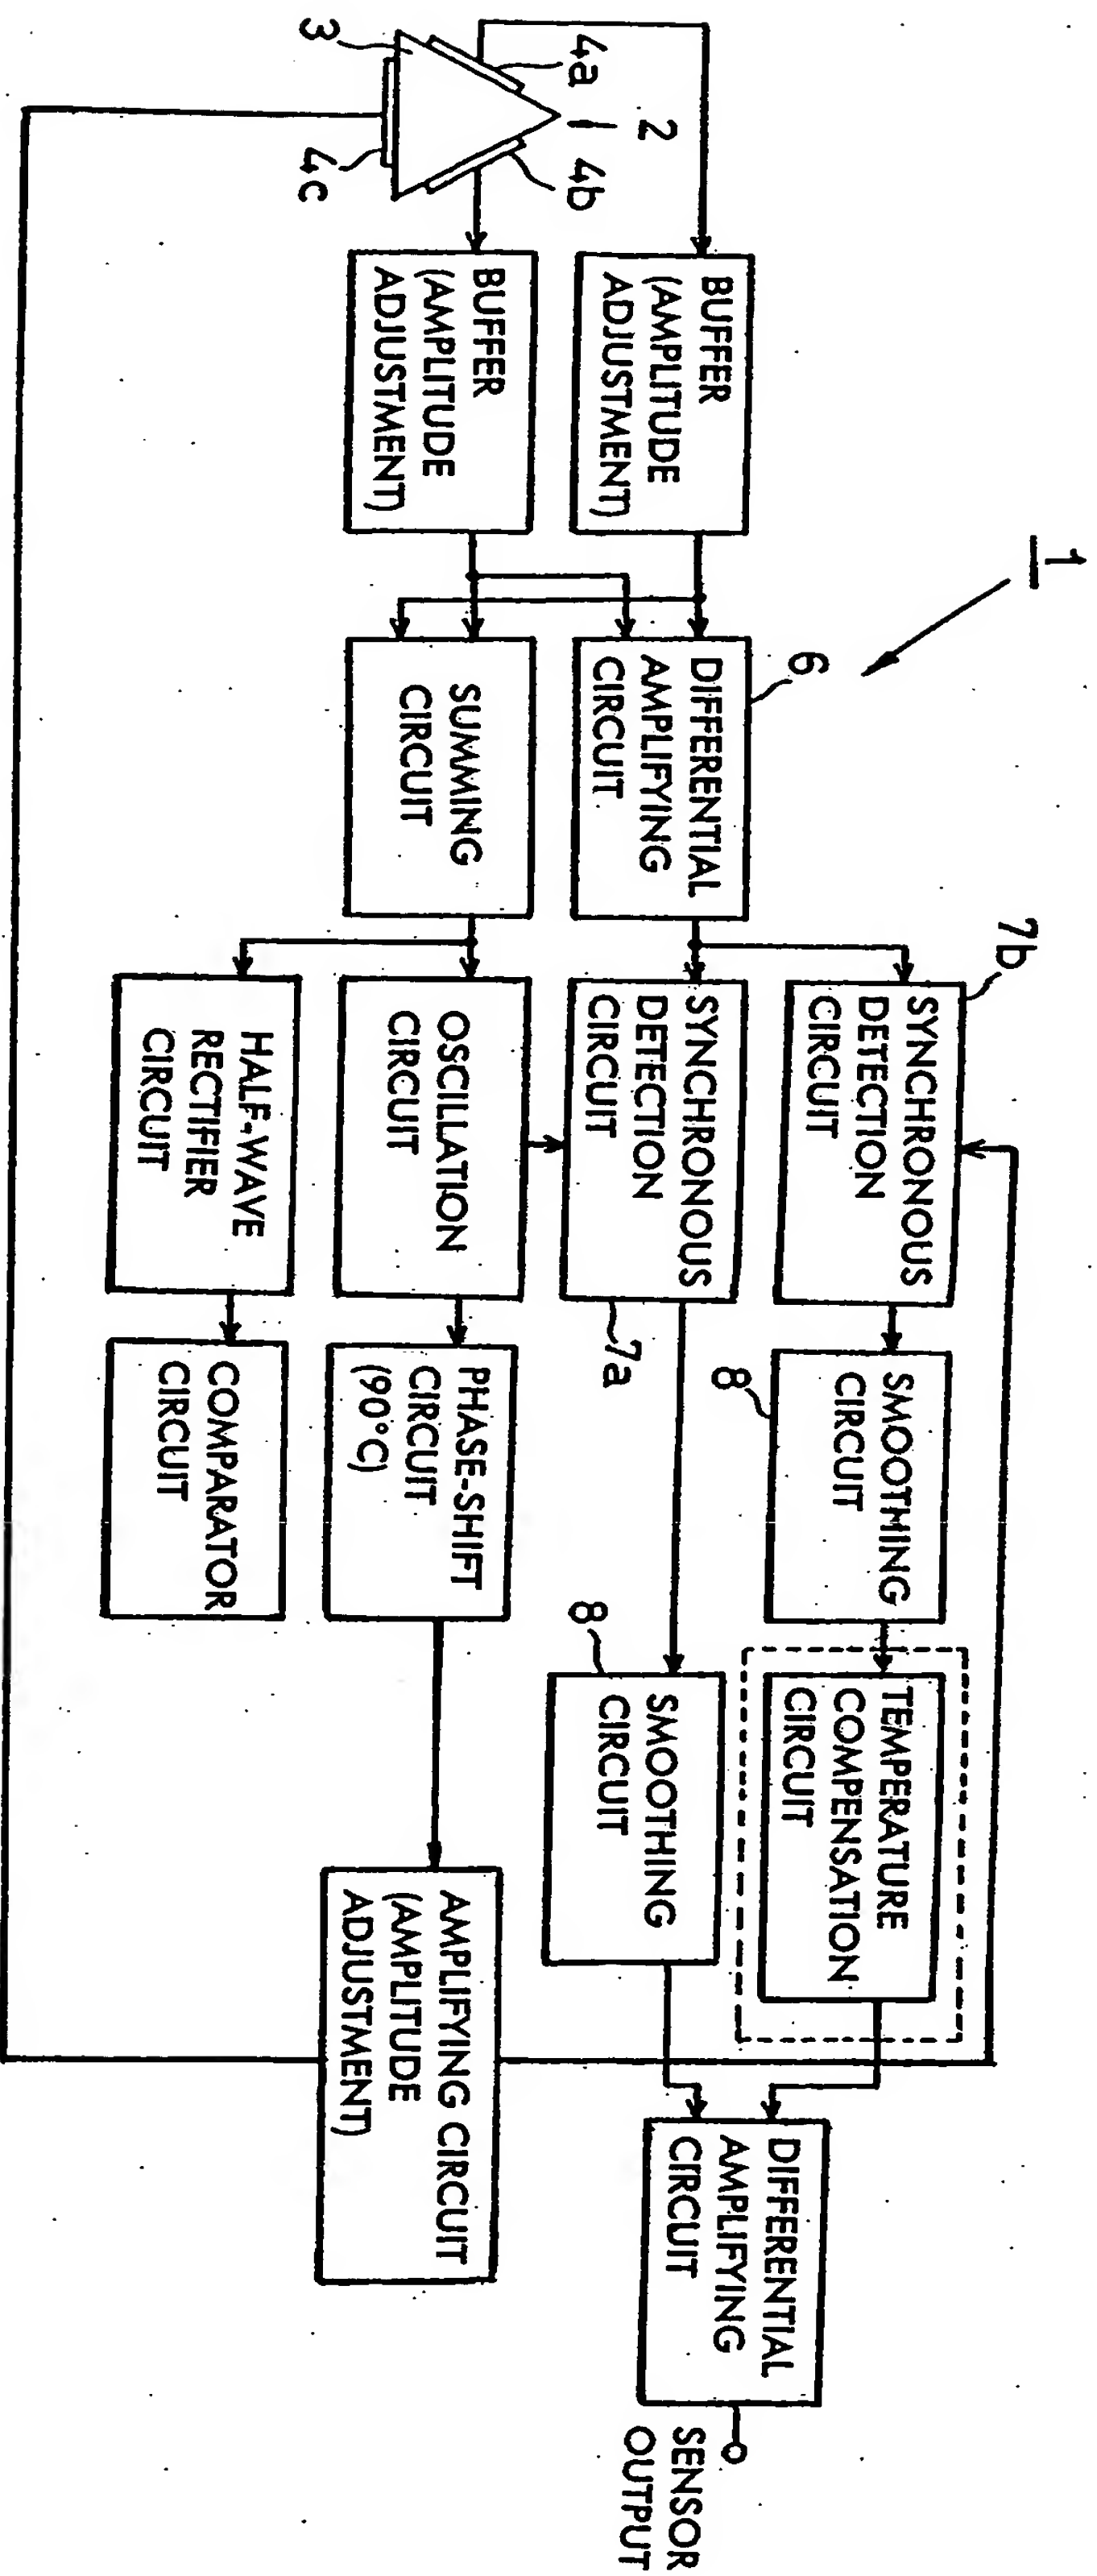 1
2
3
4a
4b
4c
BUFFER
(AMPLITUDE
ADJUSTMENT)
BUFFER
(AMPLITUDE
ADJUSTMENT)
6
DIFFERENTIAL
AMPLIFYING
CIRCUIT
SUMMING
CIRCUIT
7b
SYNCHRONOUS
DETECTION
CIRCUIT
SYNCHRONOUS
DETECTION
CIRCUIT
7a
OSCILLATION
CIRCUIT
HALF-WAVE
RECTIFIER
CIRCUIT
8
SMOOTHING
CIRCUIT
PHASE-SHIFT
CIRCUIT
(90°C)
COMPARATOR
CIRCUIT
TEMPERATURE
COMPENSATION
CIRCUIT
8
SMOOTHING
CIRCUIT
AMPLIFYING CIRCUIT
(AMPLITUDE
ADJUSTMENT)
DIFFERENTIAL
AMPLIFYING
CIRCUIT
SENSOR
OUTPUT